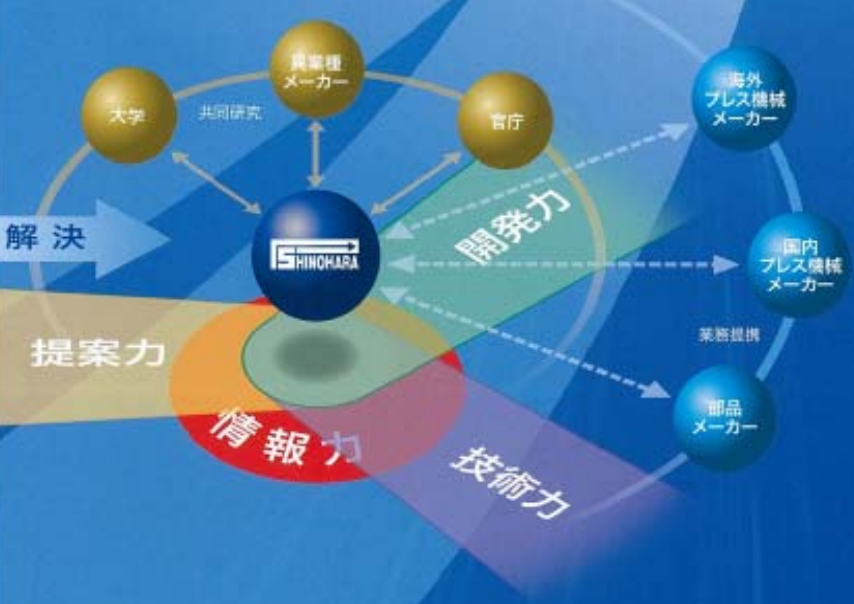 異業種
メーカー
大学
共同研究
官庁
海外
プレス機械
メーカー
解決
SHINOHARA
開発力
国内
プレス機械
メーカー
提案力
業務提携
部品
メーカー
情報力
技術力